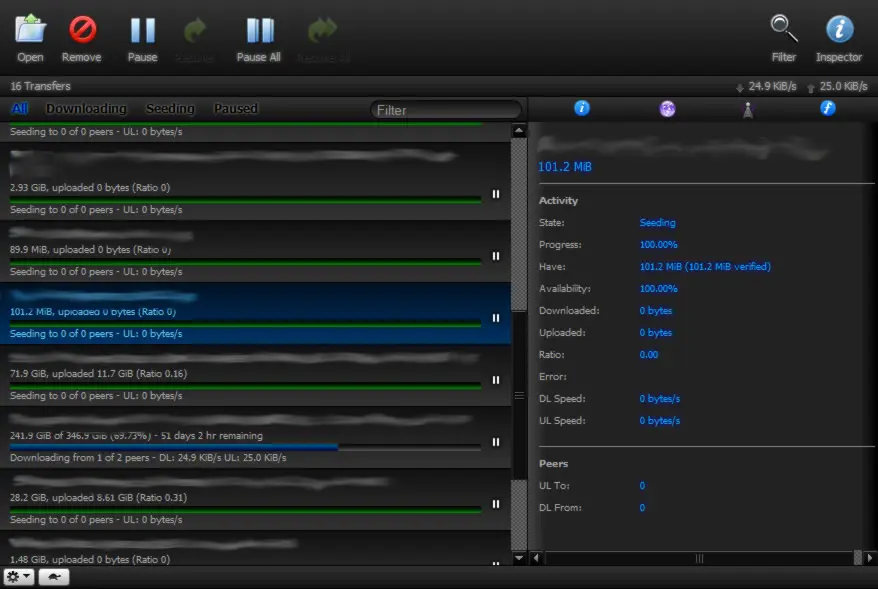 Open Remove Pause Resume Pause All Resume All Filter Inspector
16 Transfers 24.9 KiB/s 25.0 KiB/s
All Downloading Seeding Paused Filter
Seeding to 0 of 0 peers - UL: 0 bytes/s
2.93 GiB, uploaded 0 bytes (Ratio 0)
Seeding to 0 of 0 peers - UL: 0 bytes/s
89.9 MiB, uploaded 0 bytes (Ratio 0)
Seeding to 0 of 0 peers - UL: 0 bytes/s
101.2 MiB, uploaded 0 bytes (Ratio 0)
Seeding to 0 of 0 peers - UL: 0 bytes/s
71.9 GiB, uploaded 11.7 GiB (Ratio 0.16)
Seeding to 0 of 0 peers - UL: 0 bytes/s
241.9 GiB of 346.9 GiB (69.73%) - 51 days 2 hr remaining
Downloading from 1 of 2 peers - DL: 24.9 KiB/s UL: 25.0 KiB/s
28.2 GiB, uploaded 8.61 GiB (Ratio 0.31)
Seeding to 0 of 0 peers - UL: 0 bytes/s
1.48 GiB, uploaded 0 bytes (Ratio 0)
101.2 MiB
Activity
State: Seeding
Progress: 100.00%
Have: 101.2 MiB (101.2 MiB verified)
Availability: 100.00%
Downloaded: 0 bytes
Uploaded: 0 bytes
Ratio: 0.00
Error:
DL Speed: 0 bytes/s
UL Speed: 0 bytes/s
Peers
UL To: 0
DL From: 0